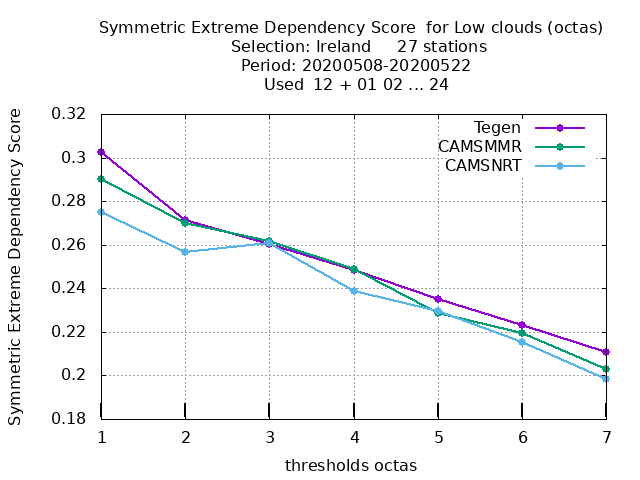 Symmetric Extreme Dependency Score  for Low clouds (octas)
Selection: Ireland     27 stations
Period: 20200508-20200522
Used  12 + 01 02 ... 24
Symmetric Extreme Dependency Score
0.32
0.3
0.28
0.26
0.24
0.22
0.2
0.18
Tegen
CAMSMMR
CAMSNRT
1 2 3 4 5 6 7
thresholds octas